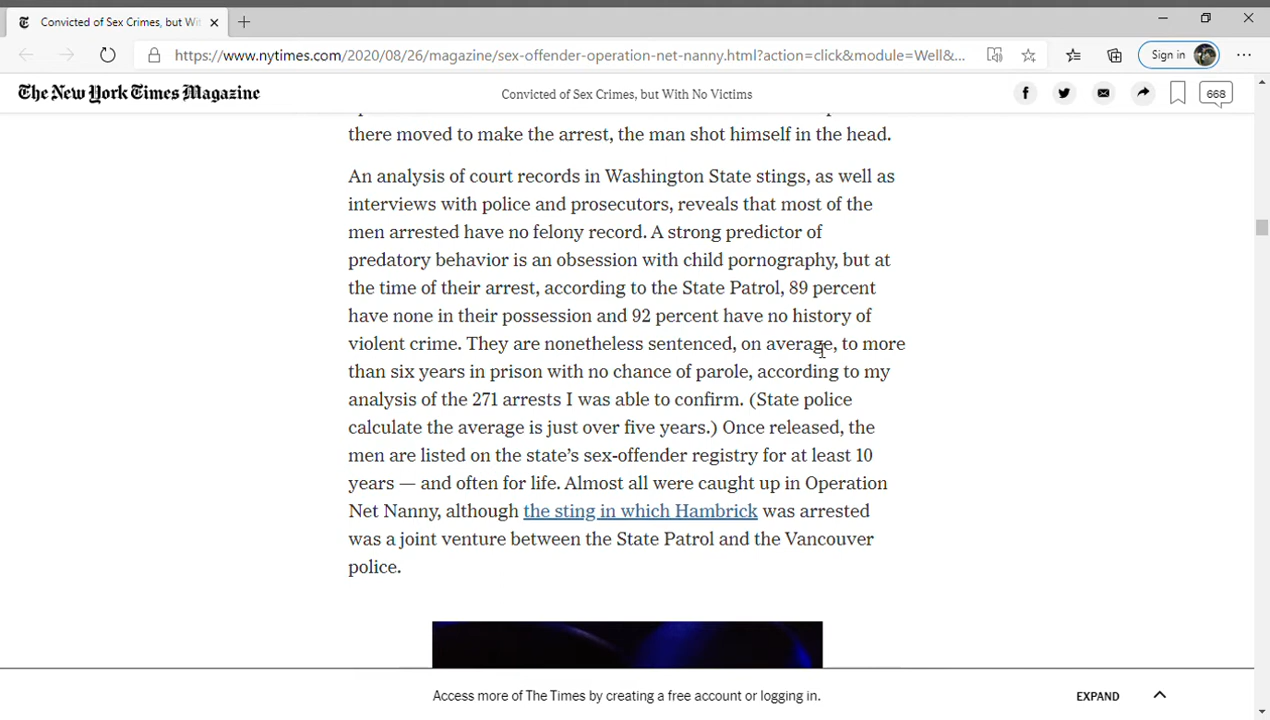 Convicted of Sex Crimes, but Wit
https://www.nytimes.com/2020/08/26/magazine/sex-offender-operation-net-nanny.html?action=click&module=Well&...
Sign in
The New York Times Magazine
Convicted of Sex Crimes, but With No Victims
668
there moved to make the arrest, the man shot himself in the head.
An analysis of court records in Washington State stings, as well as
interviews with police and prosecutors, reveals that most of the
men arrested have no felony record. A strong predictor of
predatory behavior is an obsession with child pornography, but at
the time of their arrest, according to the State Patrol, 89 percent
have none in their possession and 92 percent have no history of
violent crime. They are nonetheless sentenced, on average, to more
than six years in prison with no chance of parole, according to my
analysis of the 271 arrests I was able to confirm. (State police
calculate the average is just over five years.) Once released, the
men are listed on the state’s sex-offender registry for at least 10
years — and often for life. Almost all were caught up in Operation
Net Nanny, although the sting in which Hambrick was arrested
was a joint venture between the State Patrol and the Vancouver
police.
Access more of The Times by creating a free account or logging in.
EXPAND